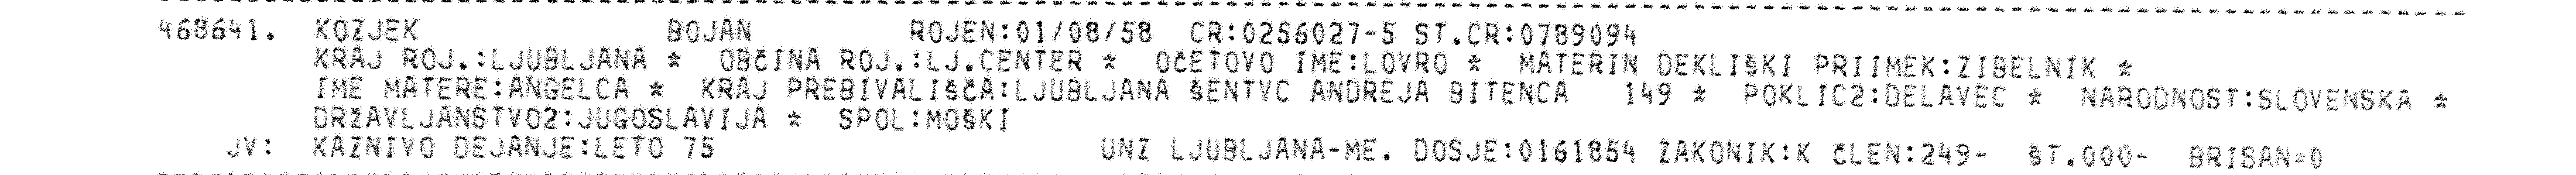 468641. KOZJEK BOJAN ROJEN:01/08/58 CR:0256027-5 ST.CR:0789094
KRAJ ROJ.:LJUBLJANA * OBČINA ROJ.:LJ.CENTER * OČETOVO IME:LOVRO * MATERIN DEKLIŠKI PRIIMEK:ZIBELNIK *
IME MATERE:ANGELCA * KRAJ PREBIVALIŠČA:LJUBLJANA ŠENTVC ANDREJA BITENCA 149 * POKLIC2:DELAVEC * NARODNOST:SLOVENSKA *
DRŽAVLJANSTVO2:JUGOSLAVIJA * SPOL:MOŠKI
JV: KAZNIVO DEJANJE:LETO 75 UNZ LJUBLJANA-ME. DOSJE:0161854 ZAKONIK:K ČLEN:249- ŠT.000- BRISAN=0